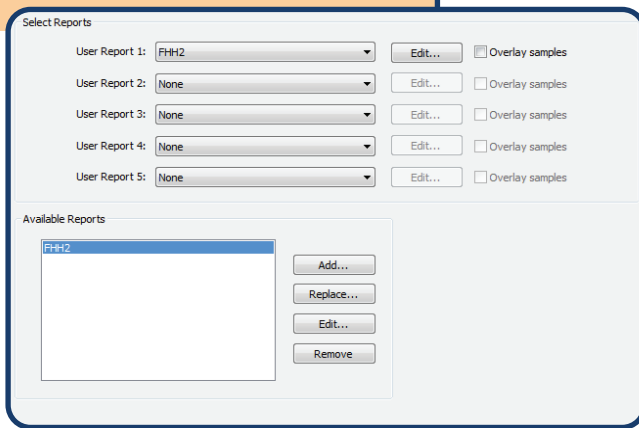 Select Reports
User Report 1: FHH2 Edit... Overlay samples
User Report 2: None Edit... Overlay samples
User Report 3: None Edit... Overlay samples
User Report 4: None Edit... Overlay samples
User Report 5: None Edit... Overlay samples
Available Reports
FHH2
Add...
Replace...
Edit...
Remove